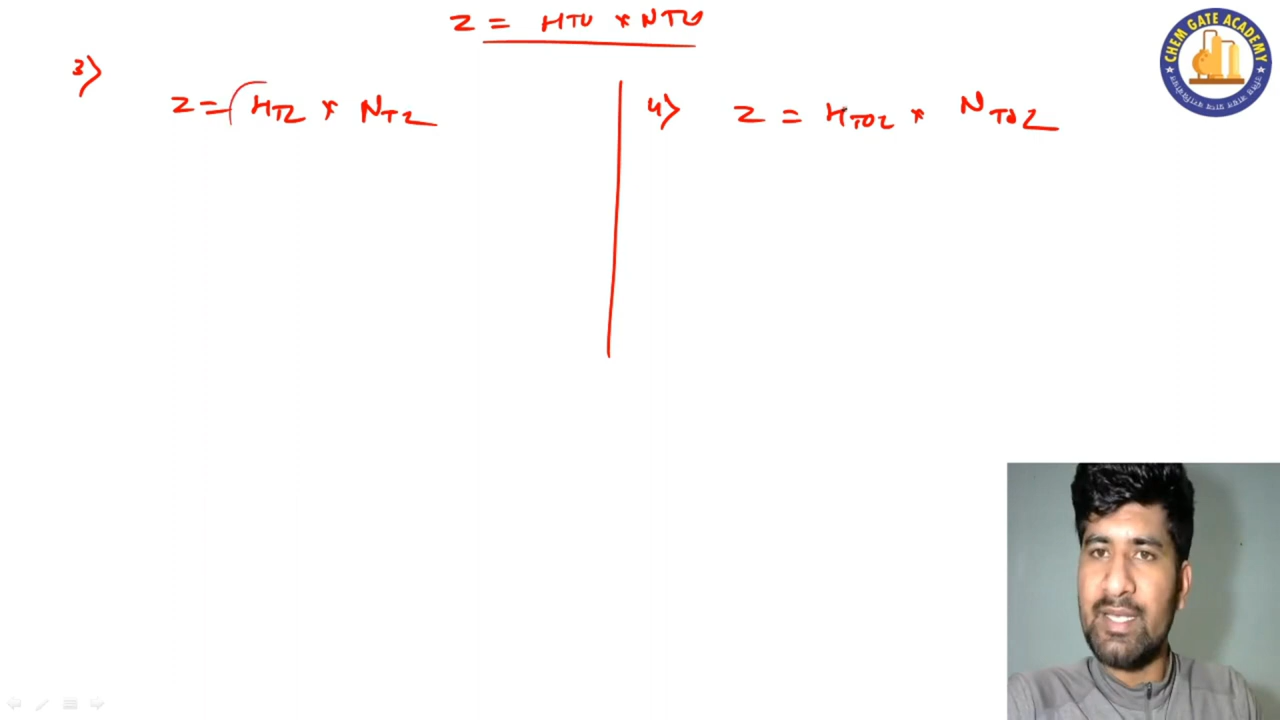 Z = HTU * NTU
3)
Z = (HTL * NTL
4) Z = HTOL * NTOL
CHEM GATE ACADEMY